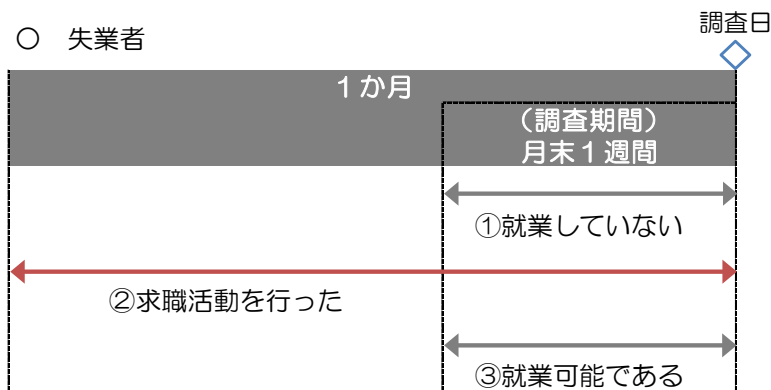 ○ 失業者
調査日
１か月
（調査期間）
月末１週間
①就業していない
②求職活動を行った
③就業可能である